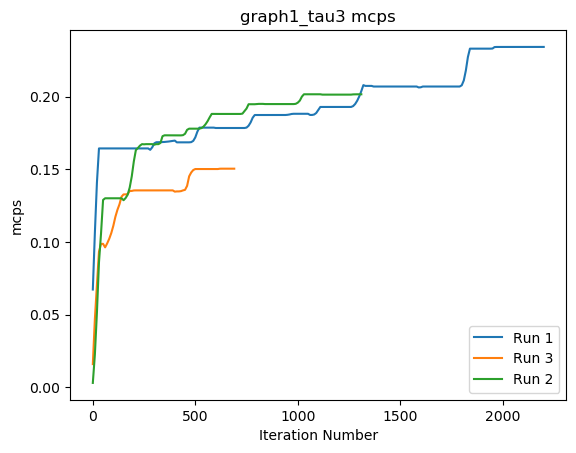 graph1_tau3 mcps
mcps
0.20
0.15
0.10
0.05
0.00
Run 1
Run 3
Run 2
0
500
1000
1500
2000
Iteration Number